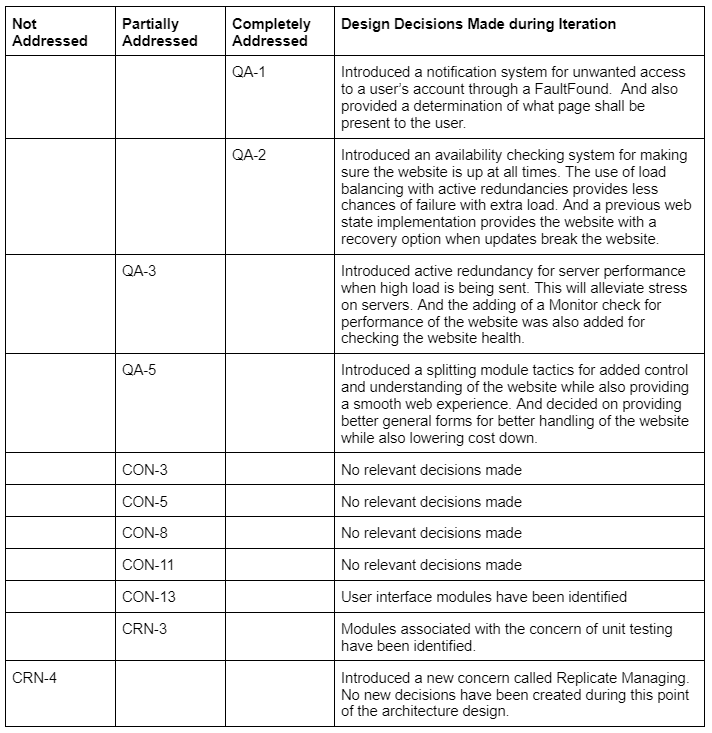 Not Addressed
Partially Addressed
Completely Addressed
Design Decisions Made during Iteration
QA-1
Introduced a notification system for unwanted access
to a user's account through a FaultFound.  And also
provided a determination of what page shall be
present to the user.
QA-2
Introduced an availability checking system for making
sure the website is up at all times. The use of load
balancing with active redundancies provides less
chances of failure with extra load. And a previous web
state implementation provides the website with a
recovery option when updates break the website.
QA-3
Introduced active redundancy for server performance
when high load is being sent. This will alleviate stress
on servers. And the adding of a Monitor check for
performance of the website was also added for
checking the website health.
QA-5
Introduced a splitting module tactics for added control
and understanding of the website while also providing
a smooth web experience. And decided on providing
better general forms for better handling of the website
while also lowering cost down.
CON-3
No relevant decisions made
CON-5
No relevant decisions made
CON-8
No relevant decisions made
CON-11
No relevant decisions made
CON-13
User interface modules have been identified
CRN-3
Modules associated with the concern of unit testing
have been identified.
CRN-4
Introduced a new concern called Replicate Managing.
No new decisions have been created during this point
of the architecture design.